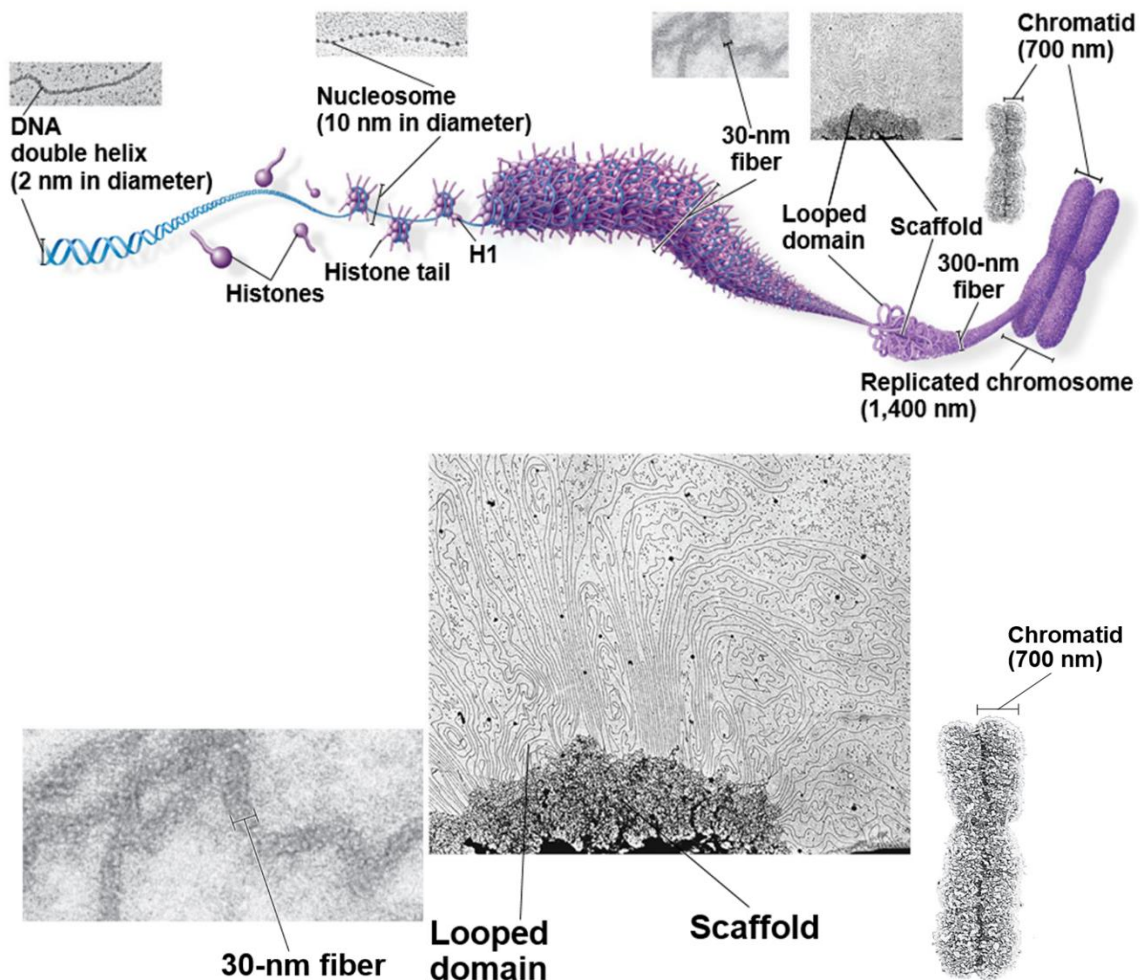 DNA
double helix
(2 nm in diameter)
Nucleosome
(10 nm in diameter)
Histones
Histone tail
H1
30-nm
fiber
Looped
domain
Scaffold
300-nm
fiber
Chromatid
(700 nm)
Replicated chromosome
(1,400 nm)
30-nm fiber
Looped
domain
Scaffold
Chromatid
(700 nm)